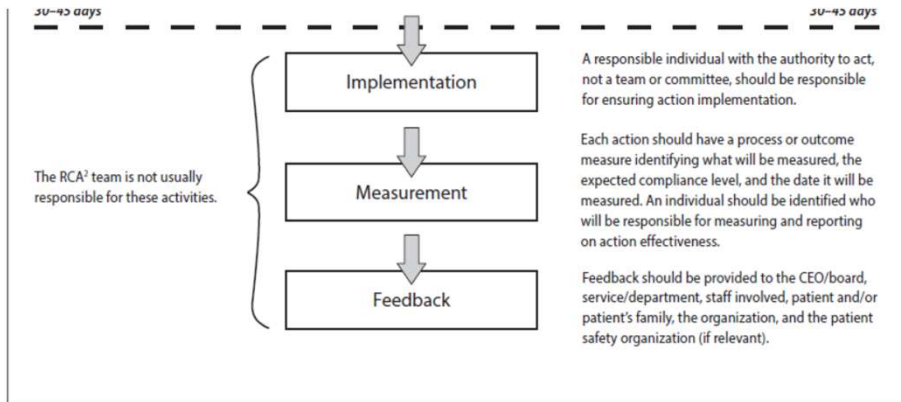 30–45 days
30–45 days
Implementation
A responsible individual with the authority to act,
not a team or committee, should be responsible
for ensuring action implementation.
The RCA² team is not usually
responsible for these activities.
Measurement
Each action should have a process or outcome
measure identifying what will be measured, the
expected compliance level, and the date it will be
measured. An individual should be identified who
will be responsible for measuring and reporting
on action effectiveness.
Feedback
Feedback should be provided to the CEO/board,
service/department, staff involved, patient and/or
patient's family, the organization, and the patient
safety organization (if relevant).